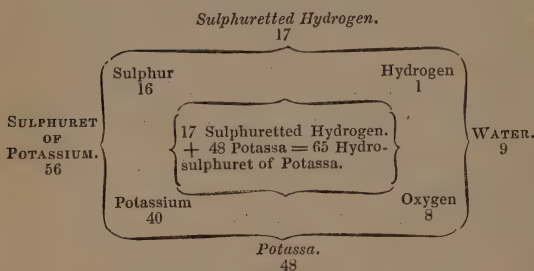 Sulphuretted Hydrogen.
17
Sulphur
16
Hydrogen
1
SULPHURET
OF
POTASSIUM.
56
17 Sulphuretted Hydrogen.
+ 48 Potassa = 65 Hydro-
sulphuret of Potassa.
WATER.
9
Potassium
40
Oxygen
8
Potassa.
48